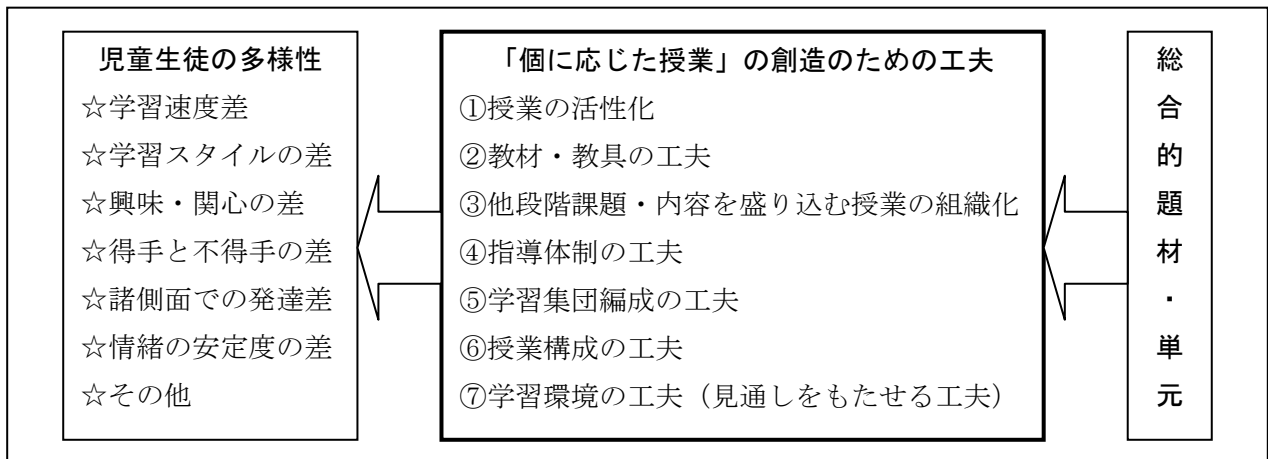 児童生徒の多様性
☆学習速度差
☆学習スタイルの差
☆興味・関心の差
☆得手と不得手の差
☆諸側面での発達差
☆情緒の安定度の差
☆その他
「個に応じた授業」の創造のための工夫
①授業の活性化
②教材・教具の工夫
③他段階課題・内容を盛り込む授業の組織化
④指導体制の工夫
⑤学習集団編成の工夫
⑥授業構成の工夫
⑦学習環境の工夫（見通しをもたせる工夫）
総合的題材・単元